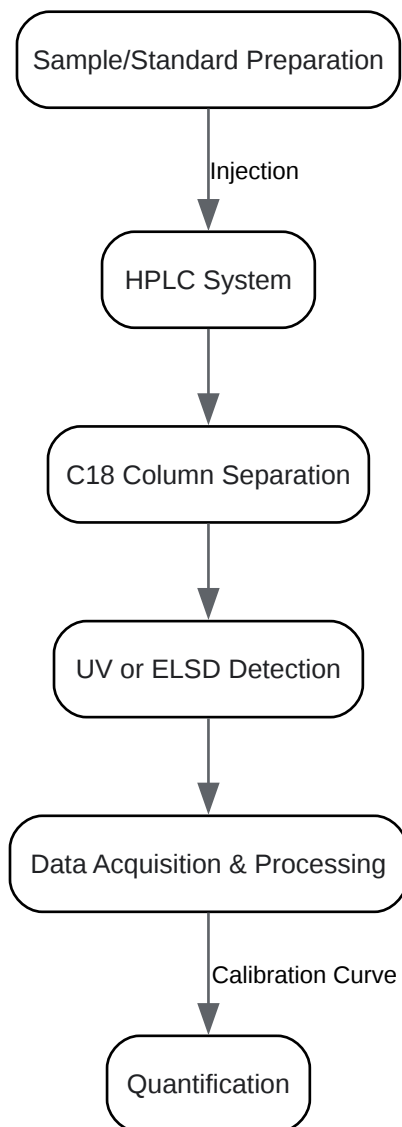 Sample/Standard Preparation
Injection
HPLC System
C18 Column Separation
UV or ELSD Detection
Data Acquisition & Processing
Calibration Curve
Quantification